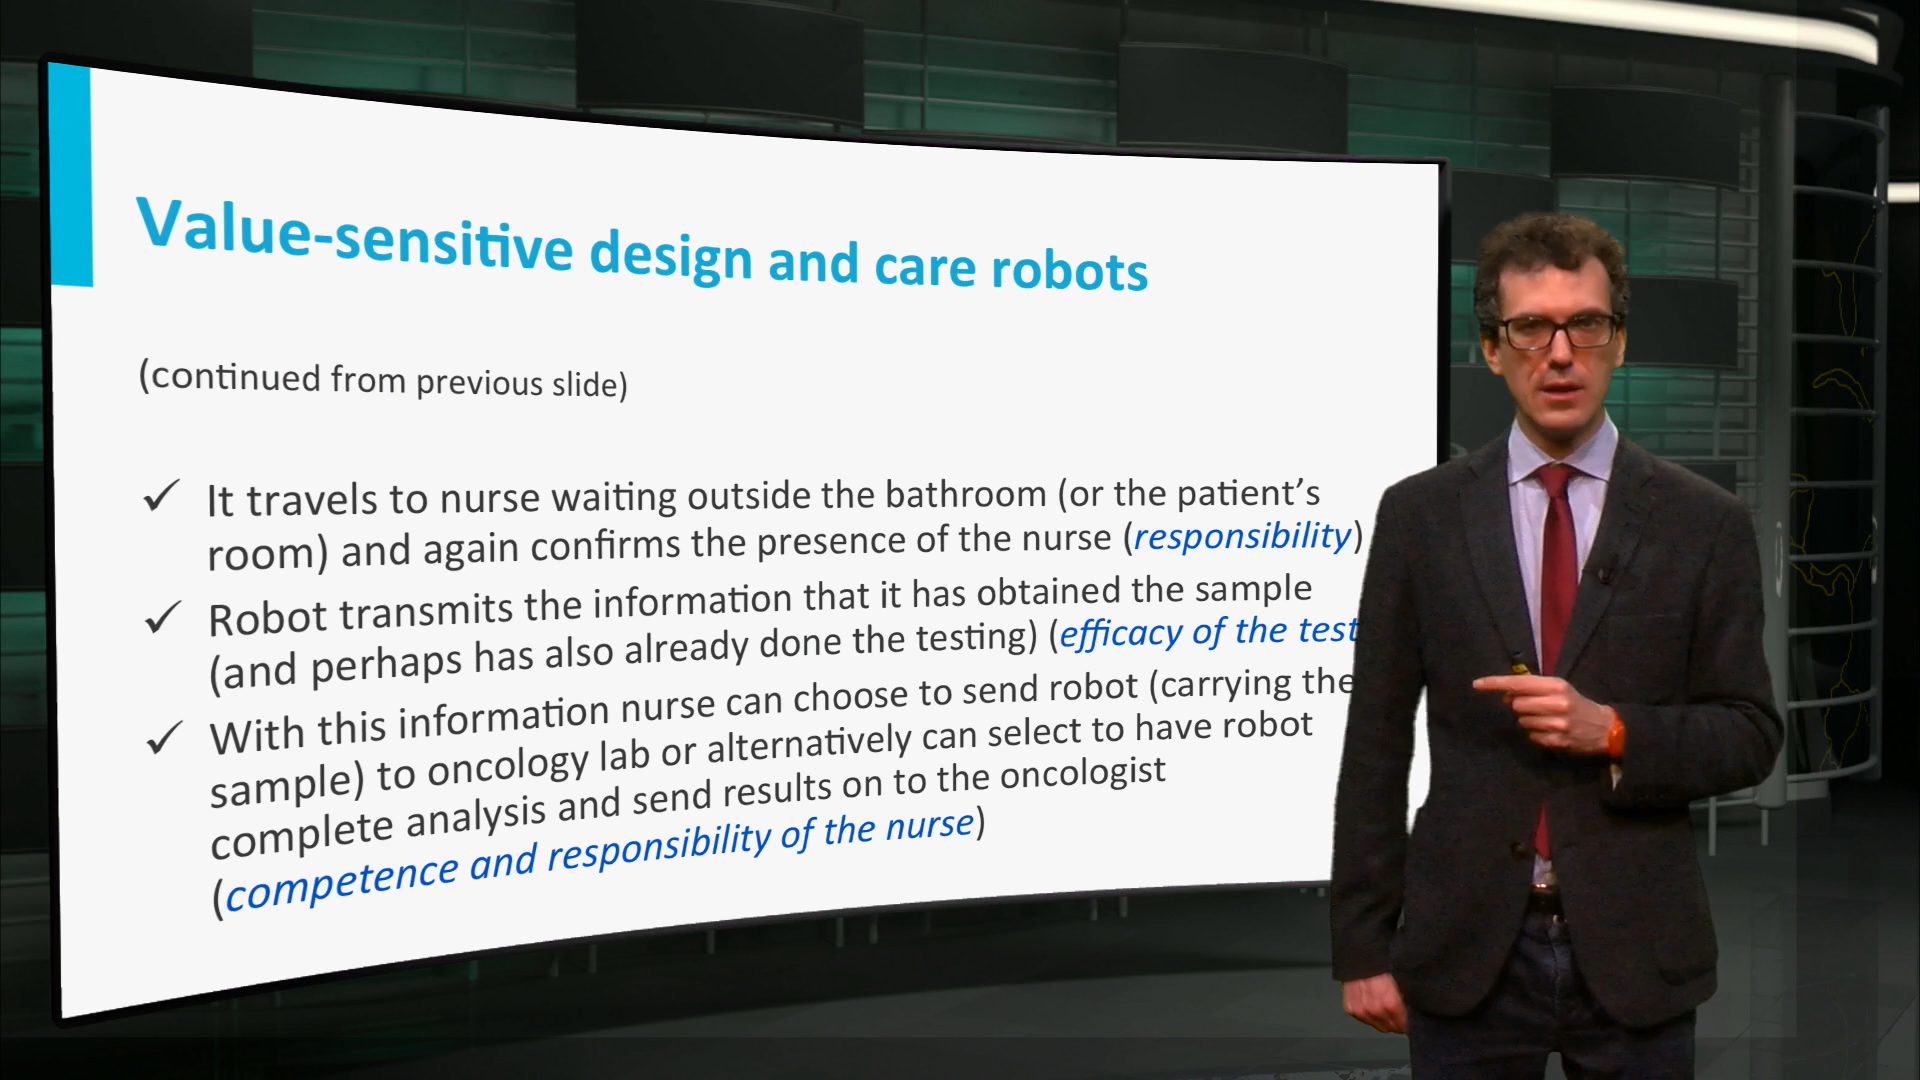 Value-sensitive design and care robots
(continued from previous slide)
✓ It travels to nurse waiting outside the bathroom (or the patient’s
room) and again confirms the presence of the nurse (responsibility)
✓ Robot transmits the information that it has obtained the sample
(and perhaps has also already done the testing) (efficacy of the test
✓ With this information nurse can choose to send robot (carrying the
sample) to oncology lab or alternatively can select to have robot
complete analysis and send results on to the oncologist
(competence and responsibility of the nurse)